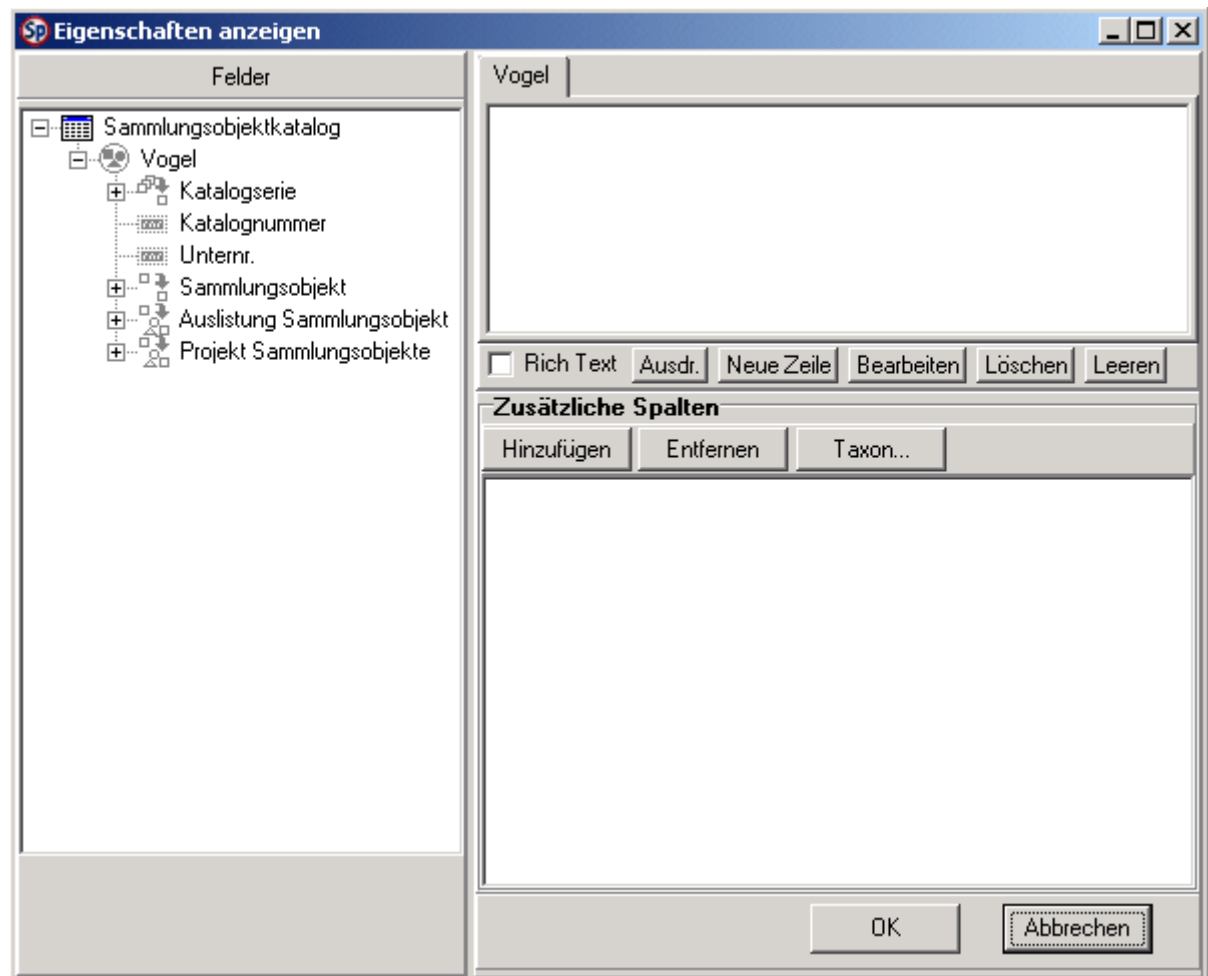 Sp Eigenschaften anzeigen
Felder
Sammlungsobjektkatalog
Vogel
Katalogserie
Katalognummer
Unternr.
Sammlungsobjekt
Auslistung Sammlungsobjekt
Projekt Sammlungsobjekte
Vogel
Rich Text Ausdr. Neue Zeile Bearbeiten Löschen Leeren
Zusätzliche Spalten
Hinzufügen Entfernen Taxon...
OK Abbrechen